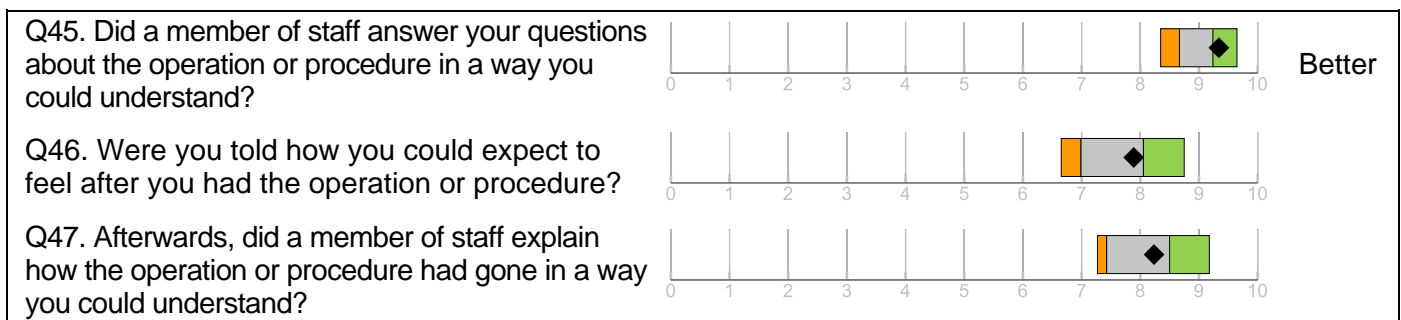 Q45. Did a member of staff answer your questions
about the operation or procedure in a way you
could understand?
0 1 2 3 4 5 6 7 8 9 10
Better
Q46. Were you told how you could expect to
feel after you had the operation or procedure?
0 1 2 3 4 5 6 7 8 9 10
Q47. Afterwards, did a member of staff explain
how the operation or procedure had gone in a way
you could understand?
0 1 2 3 4 5 6 7 8 9 10